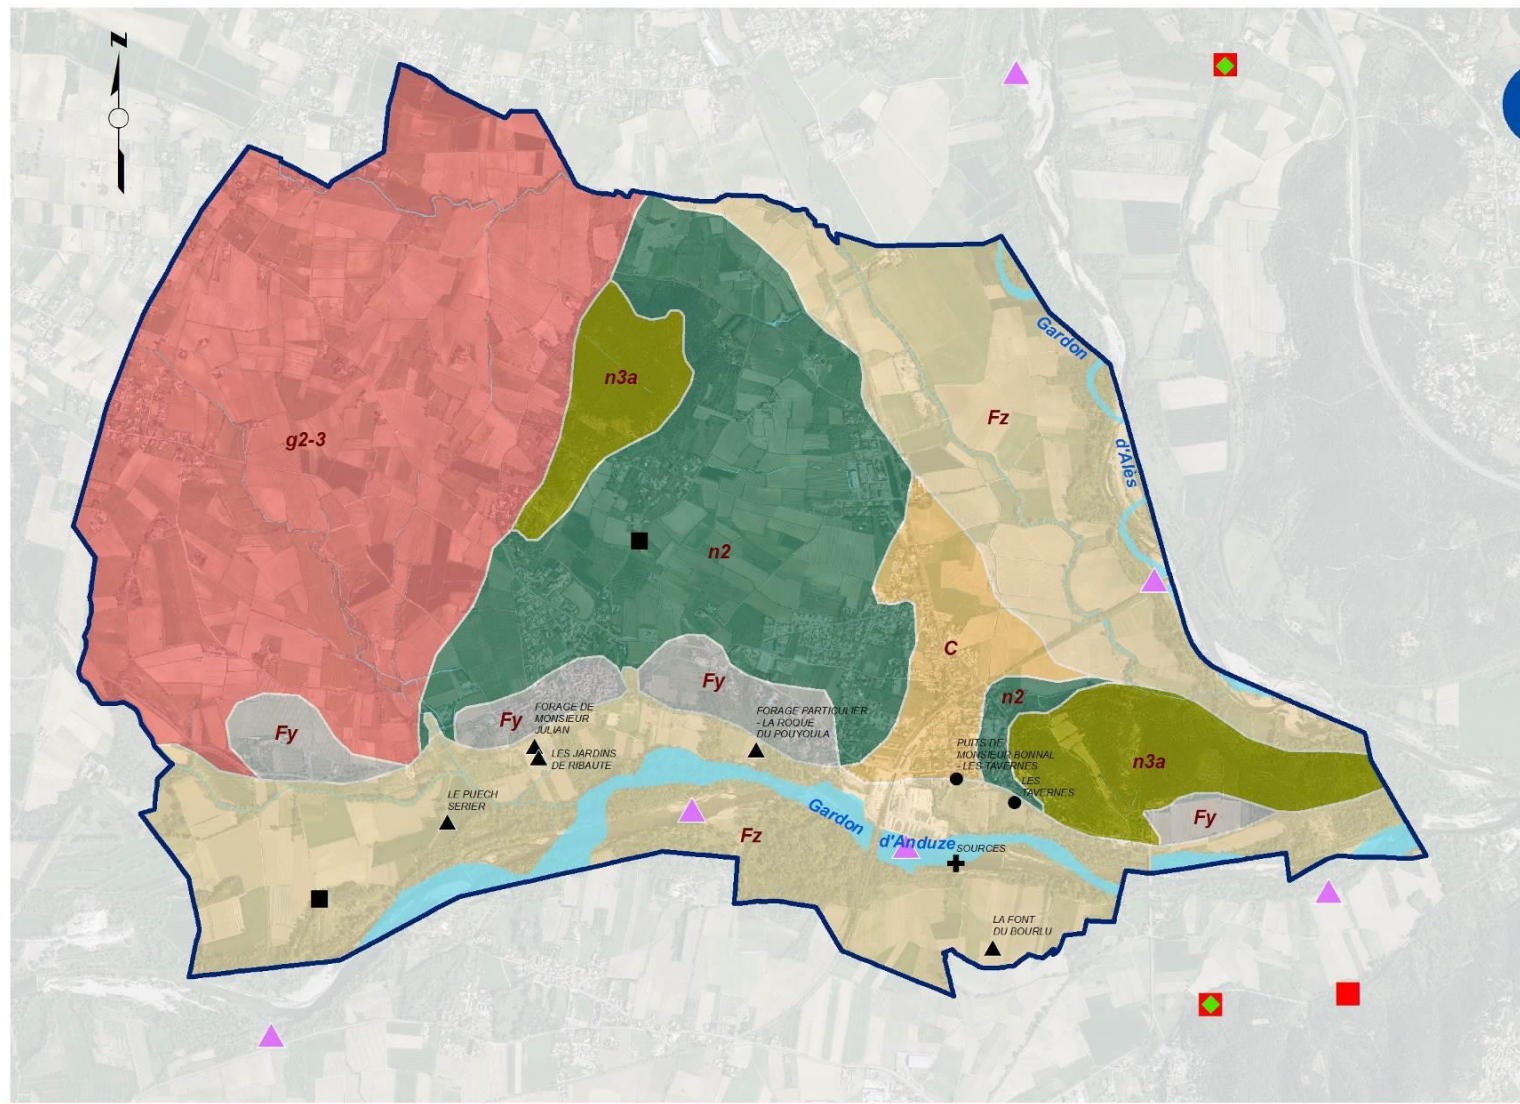 N
Gardon
n3a
Fz
g2-3
d'Alès
n2
C
Fy
n2
Fy
Fy
FORAGE DE
MONSIEUR
JULIAN
FORAGE PARTICULIER
- LA ROQUE
DU POUYOULA
LES JARDINS
DE RIBAUTE
PUITS DE
MONSIEUR BONNAL
- LES TAVERNES
n3a
LES
TAVERNES
LE PUECH
SERIER
Gardon
Fy
Fz
d'Anduze
SOURCES
LA FONT
DU BOURLU